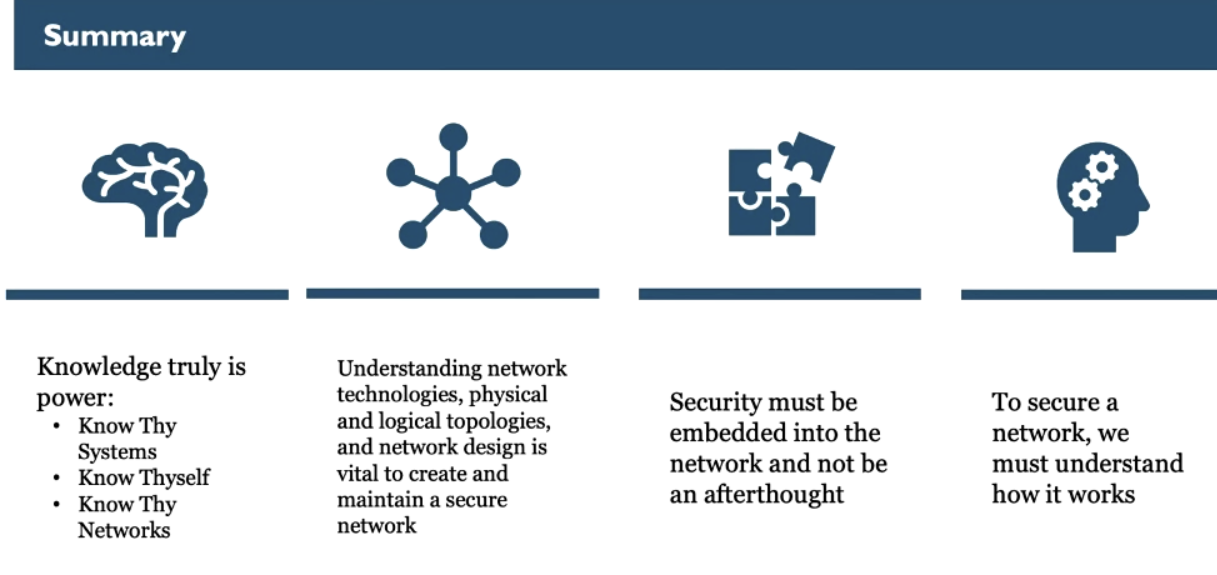 Summary
Knowledge truly is
power:
• Know Thy
Systems
• Know Thyself
• Know Thy
Networks
Understanding network
technologies, physical
and logical topologies,
and network design is
vital to create and
maintain a secure
network
Security must be
embedded into the
network and not be
an afterthought
To secure a
network, we
must understand
how it works